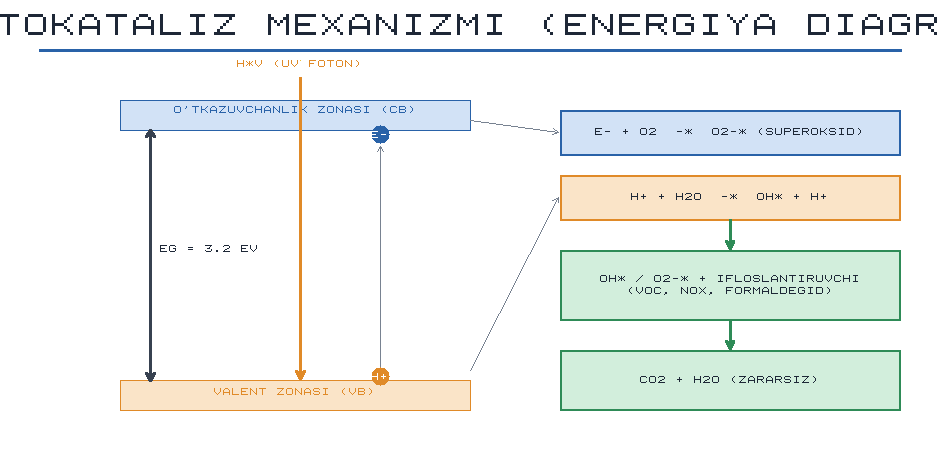 TOKATALIZ MEXANIZMI (ENERGIYA DIAGR
H*V (UV FOTON)
O'TKAZUVCHANLIK ZONASI (CB)
E-
E- + O2 -* O2-* (SUPEROKSID)
H+ + H2O -* OH* + H+
EG = 3.2 EV
OH* / O2-* + IFLOSLANTIRUVCHI
(VOC, NOX, FORMALDEGID)
H+
VALENT ZONASI (VB)
CO2 + H2O (ZARARSIZ)